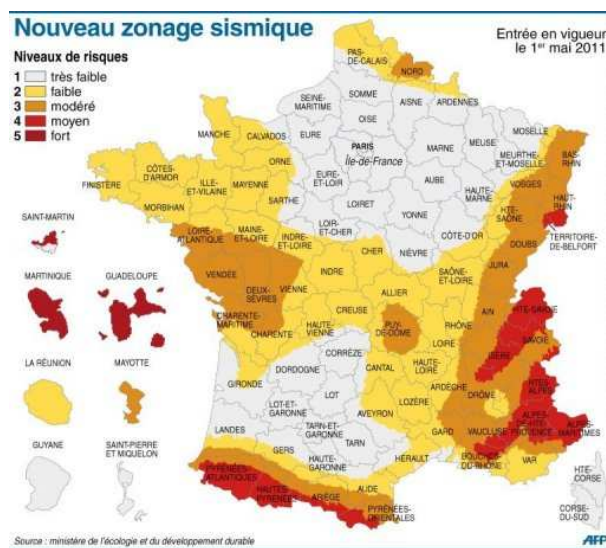 Nouveau zonage sismique
Entrée en vigueur
le 1er mai 2011
Niveaux de risques
1 très faible
2 faible
3 modéré
4 moyen
5 fort
PAS-
DE-CALAIS
NORD
SOMME
SEINE-
MARITIME
AISNE
ARDENNES
OISE
MOSELLE
MANCHE
CALVADOS
EURE
PARIS
Île-de-France
MARNE
MEUSE
MEURTHE-
ET-MOSELLE
BAS-
RHIN
ORNE
CÔTES-
D'ARMOR
FINISTÈRE
ILLE-
ET-VILAINE
MAYENNE
EURE-
ET-LOIR
AUBE
HAUTE-
MARNE
VOSGES
HAUT-
RHIN
MORBIHAN
SARTHE
LOIRET
YONNE
HTE-
SAÔNE
TERRITOIRE-
DE-BELFORT
LOIRE-
ATLANTIQUE
MAINE-
ET-LOIRE
INDRE-
ET-LOIRE
LOIR-
ET-CHER
CHER
NIÈVRE
CÔTE-D'OR
DOUBS
JURA
VENDÉE
DEUX-
SÈVRES
VIENNE
INDRE
SAÔNE-
ET-LOIRE
ALLIER
CREUSE
AIN
HTE-SAVOIE
CHARENTE-
MARITIME
CHARENTE
HAUTE-
VIENNE
PUY-
DE-DÔME
RHÔNE
LOIRE
SAVOIE
ISÈRE
CORRÈZE
DORDOGNE
CANTAL
HAUTE-
LOIRE
GIRONDE
LOT
ARDÈCHE
DRÔME
HTES-
ALPES
LOT-ET-
GARONNE
AVEYRON
LOZÈRE
LANDES
TARN-ET-
GARONNE
TARN
GARD
VAUCLUSE
ALPES-
DE-HTE-
PROVENCE
ALPES-
MARITIMES
GERS
HAUTE-
GARONNE
HÉRAULT
BOUCHES-
DU-RHÔNE
VAR
PYRÉNÉES-
ATLANTIQUES
HAUTES-
PYRÉNÉES
ARIÈGE
AUDE
PYRÉNÉES-
ORIENTALES
HTE-
CORSE
CORSE-
DU-SUD
SAINT-MARTIN
MARTINIQUE
GUADELOUPE
LA RÉUNION
MAYOTTE
GUYANE
SAINT-PIERRE
ET MIQUELON
Source : ministère de l'écologie et du développement durable
AFP